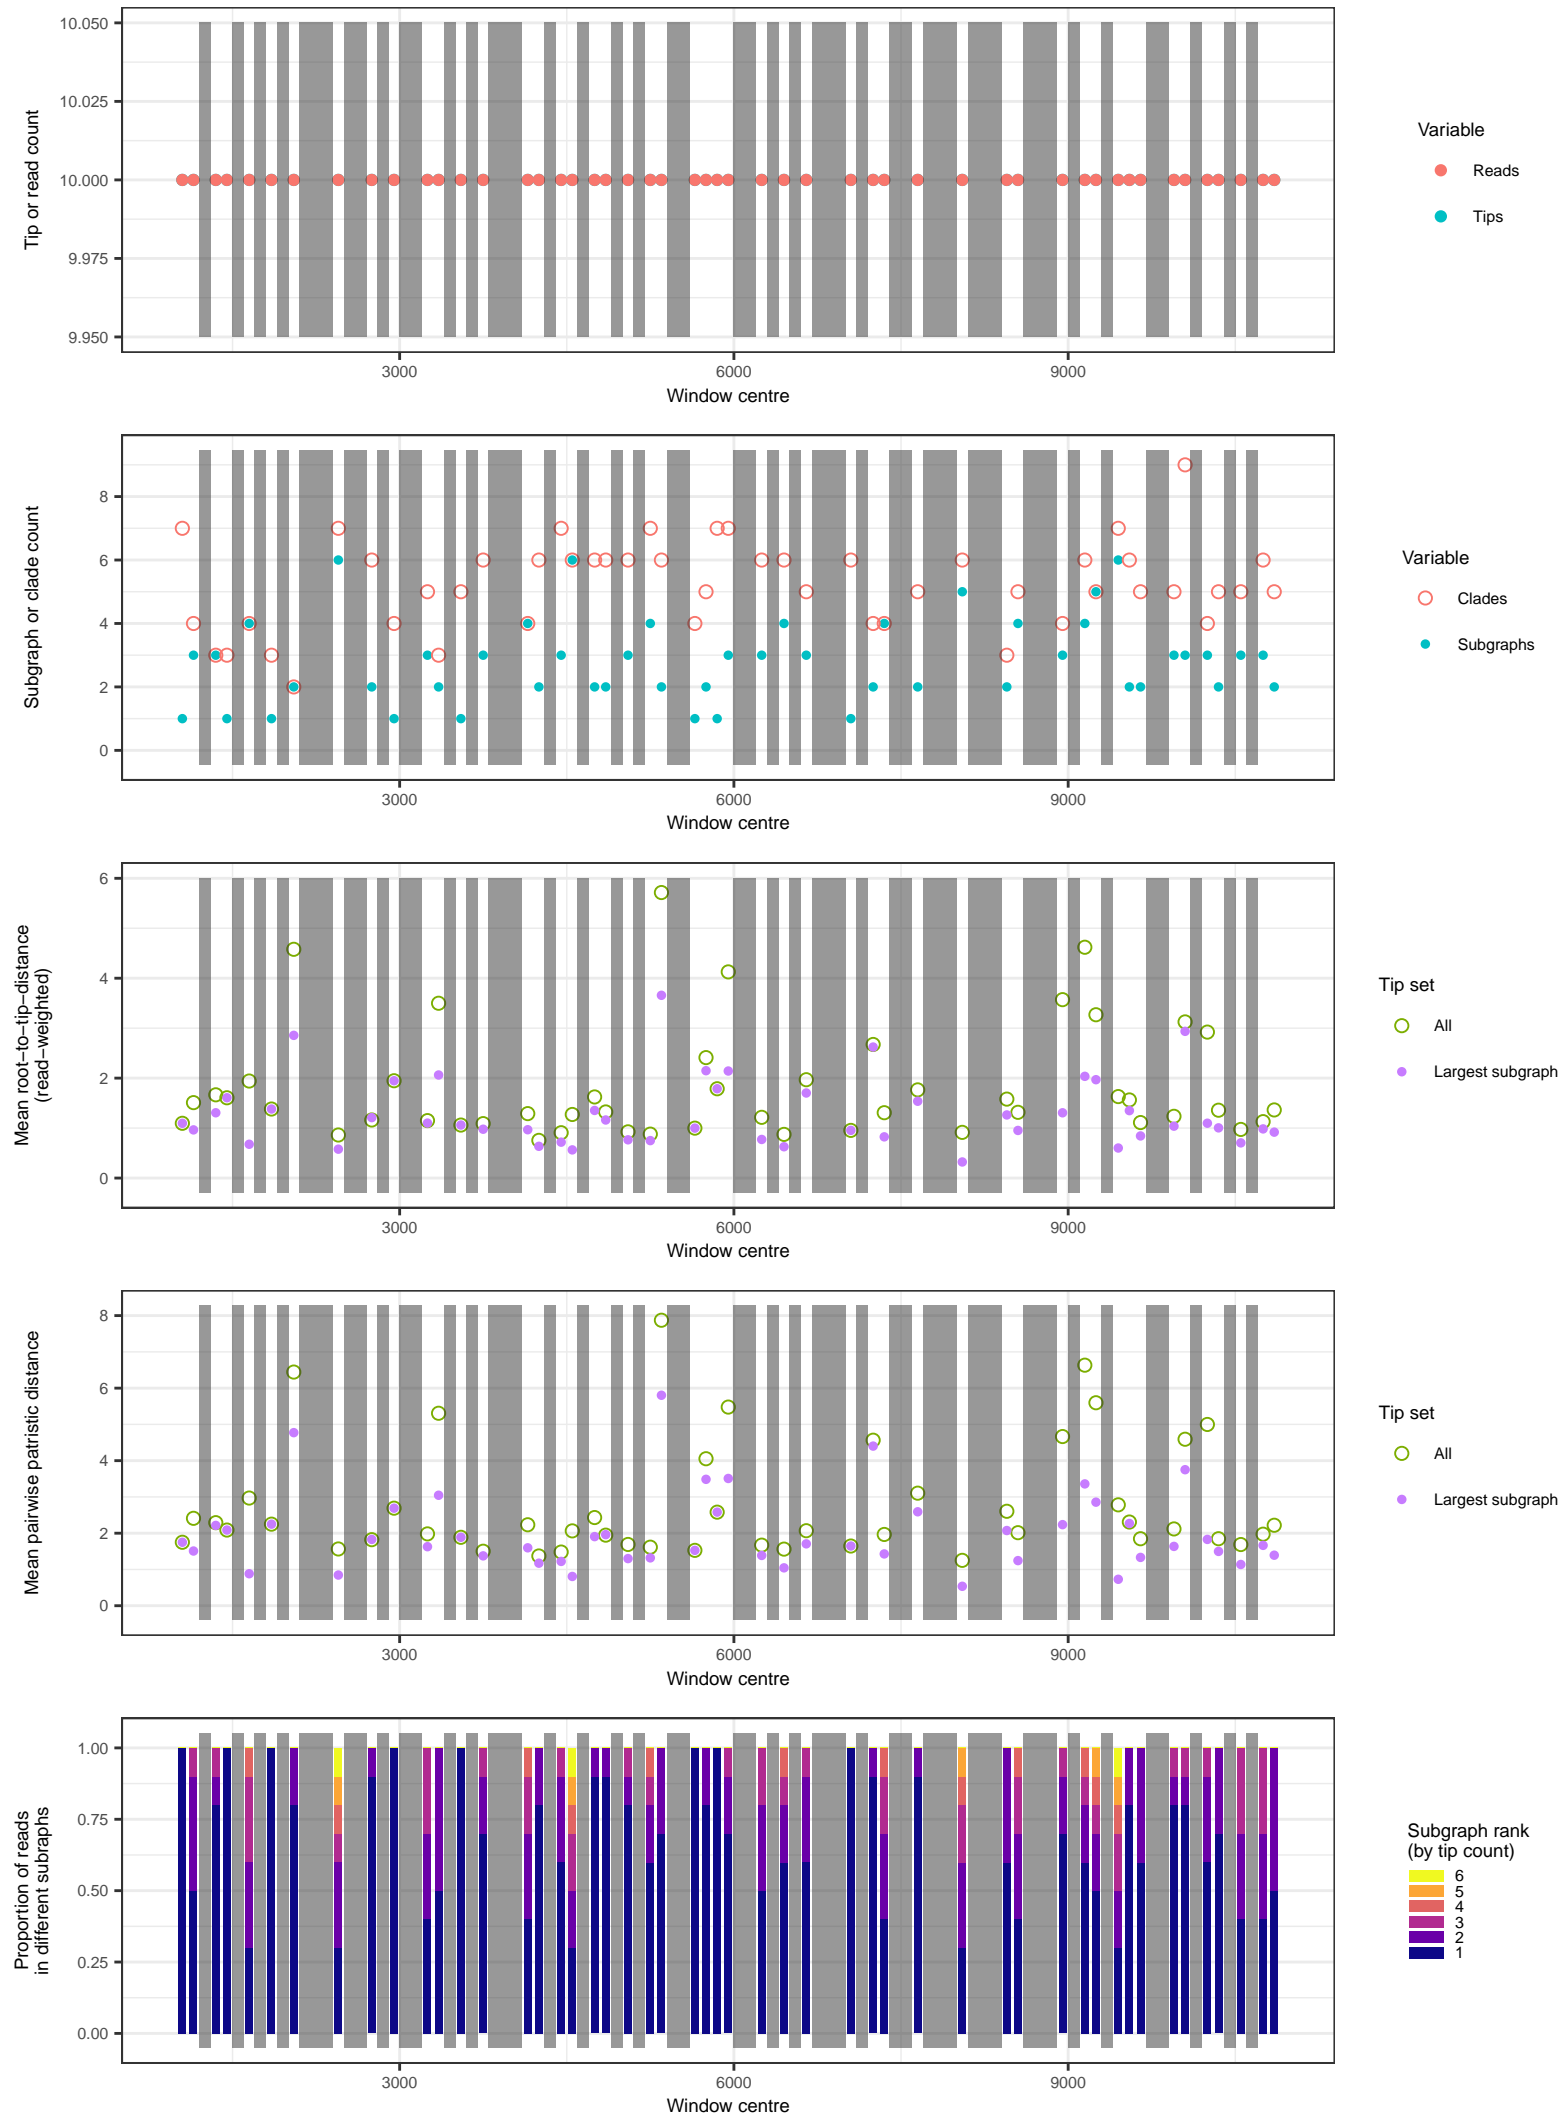 10.050
10.025
10.000
9.975
9.950
Tip or read count
3000
6000
9000
Window centre
Variable
Reads
Tips
8
6
4
2
0
Subgraph or clade count
3000
6000
9000
Window centre
Variable
Clades
Subgraphs
6
4
2
0
Mean root−to−tip−distance
(read−weighted)
3000
6000
9000
Window centre
Tip set
All
Largest subgraph
8
6
4
2
0
Mean pairwise patristic distance
3000
6000
9000
Window centre
Tip set
All
Largest subgraph
1.00
0.75
0.50
0.25
0.00
Proportion of reads
in different subraphs
3000
6000
9000
Window centre
Subgraph rank
(by tip count)
6
5
4
3
2
1